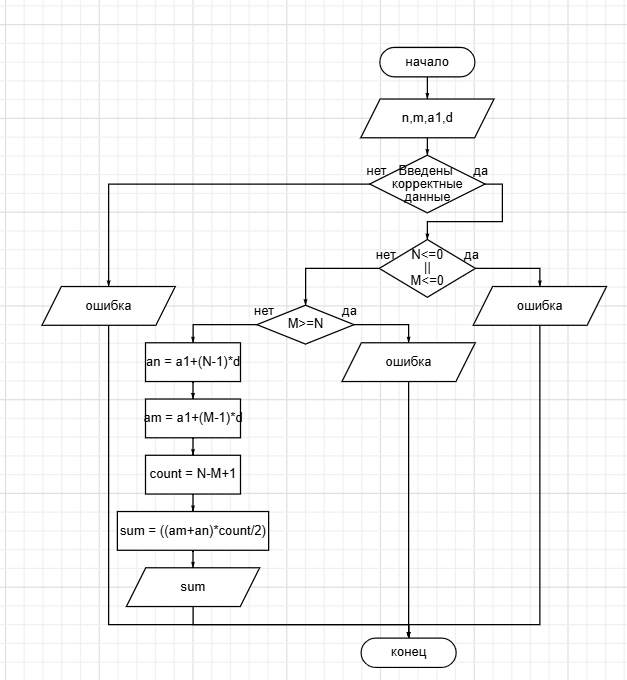 начало
n,m,a1,d
нет
Введены
корректные
данные
да
нет
N<=0
||
M<=0
да
ошибка
ошибка
нет
M>=N
да
an = a1+(N-1)*d
ошибка
am = a1+(M-1)*d
count = N-M+1
sum = ((am+an)*count/2)
sum
конец